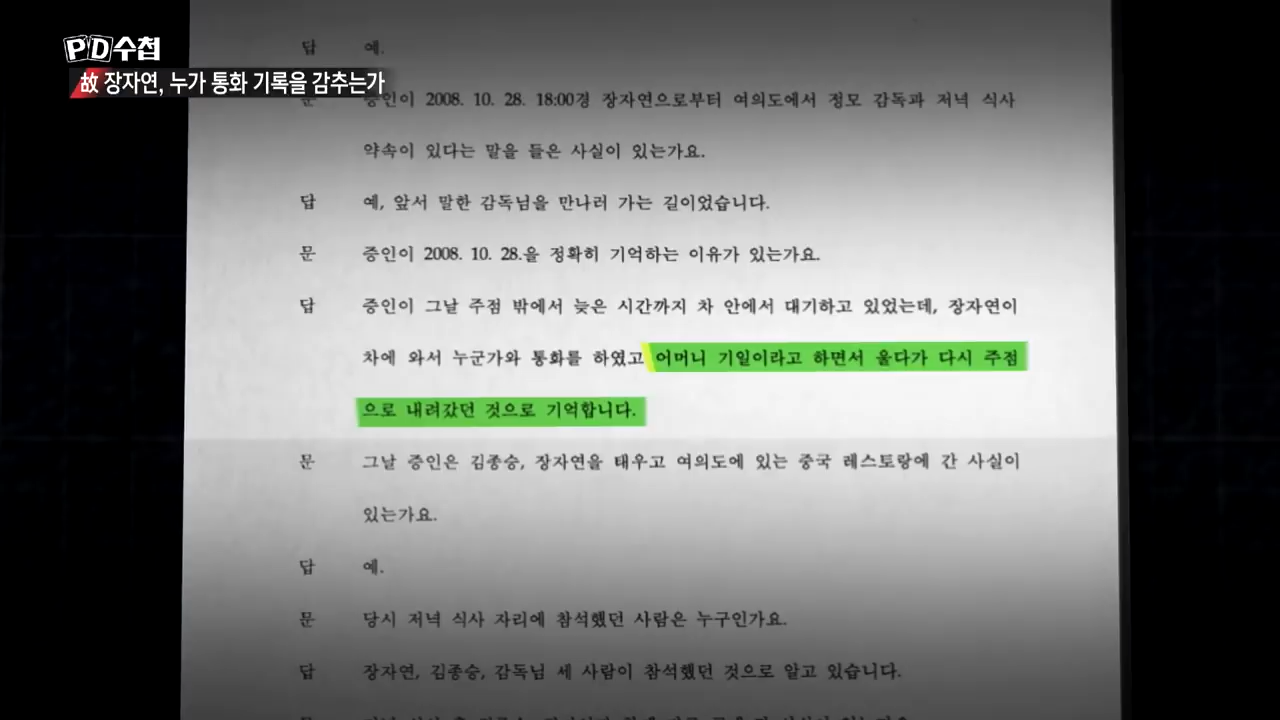 PD수첩
故 장자연, 누가 통화 기록을 감추는가
답 예.
문 증인이 2008. 10. 28. 18:00경 장자연으로부터 여의도에서 정모 감독과 저녁 식사
약속이 있다는 말을 들은 사실이 있는가요.
답 예, 앞서 말한 감독님을 만나러 가는 길이었습니다.
문 증인이 2008. 10. 28.을 정확히 기억하는 이유가 있는가요.
답 증인이 그날 주점 밖에서 늦은 시간까지 차 안에서 대기하고 있었는데, 장자연이
차에 와서 누군가와 통화를 하였고 어머니 기일이라고 하면서 울다가 다시 주점
으로 내려갔던 것으로 기억합니다.
문 그날 증인은 김종승, 장자연을 태우고 여의도에 있는 중국 레스토랑에 간 사실이
있는가요.
답 예.
문 당시 저녁 식사 자리에 참석했던 사람은 누구인가요.
답 장자연, 김종승, 감독님 세 사람이 참석했던 것으로 알고 있습니다.
문